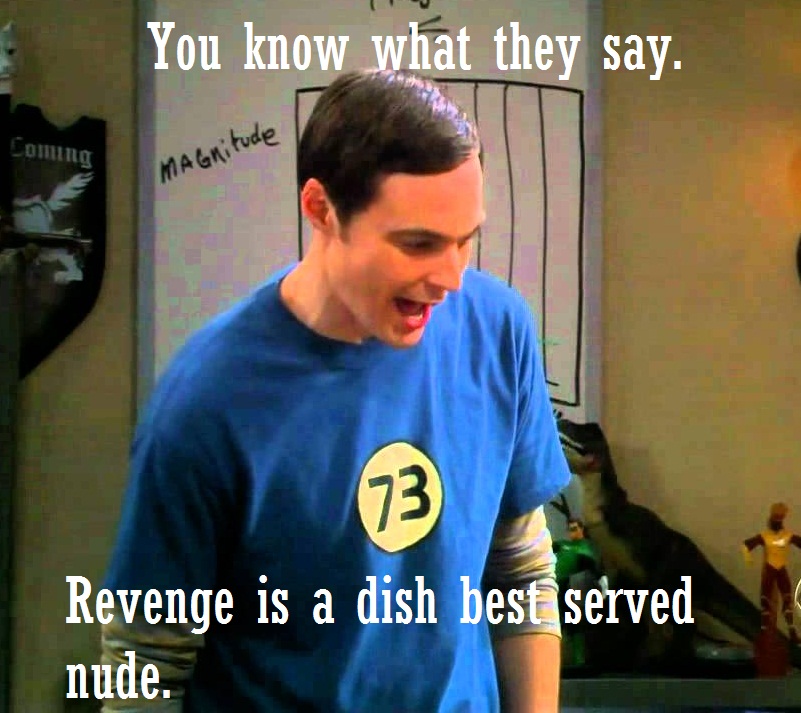 You know what they say.
Coming
MAGnitude
73
Revenge is a dish best served
nude.